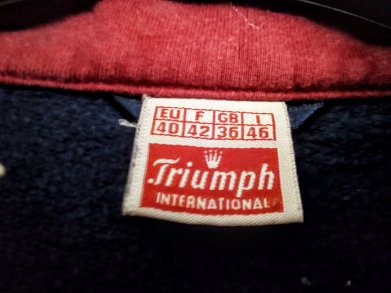 EU F GB I
40 42 36 46
Triumph
INTERNATIONAL